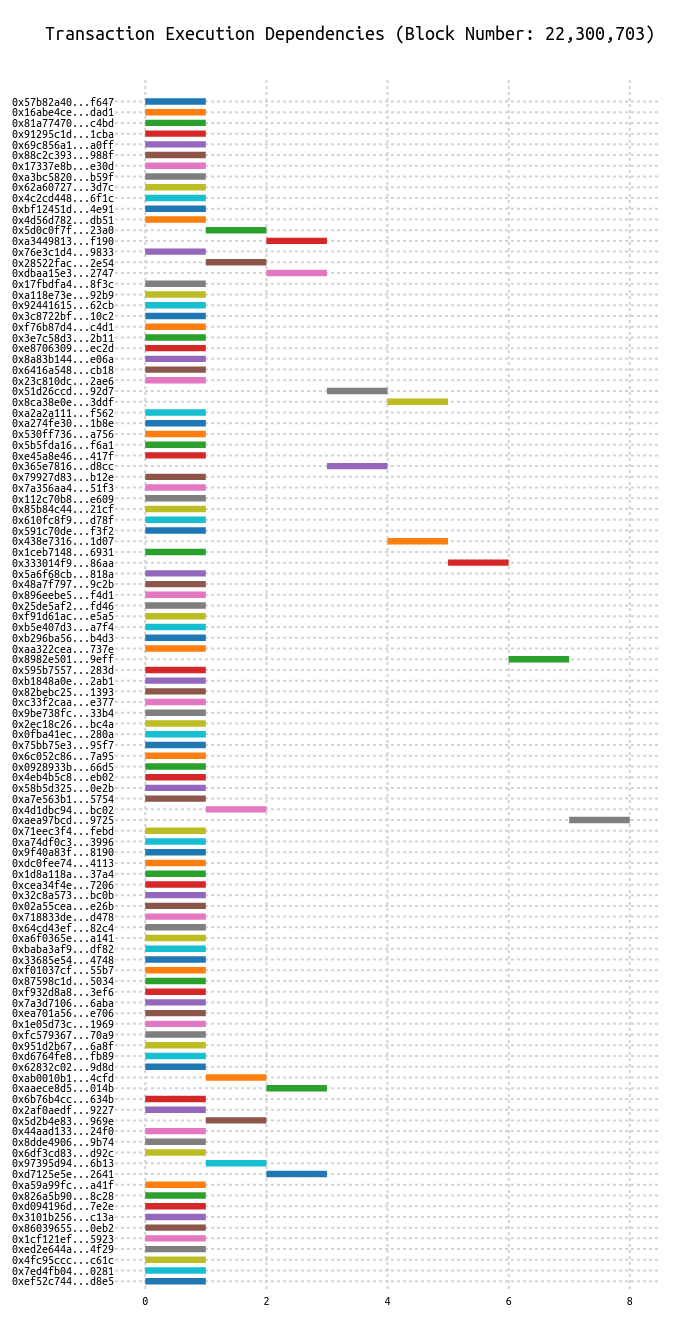 Transaction Execution Dependencies (Block Number: 22,300,703)
0x57b82a40...f647
0x16abe4ce...dad1
0x81a77470...c4bd
0x91295c1d...1cba
0x69c856a1...a0ff
0x88c2c393...988f
0x17337e8b...e30d
0xa3bc5820...b59f
0x62a60727...3d7c
0x4c2cd448...6f1c
0xbf12451d...4e91
0x4d56d782...db51
0x5d0c0f7f...23a0
0xa3449813...f190
0x76e3c1d4...9833
0x28522fac...2e54
0xdbaa15e3...2747
0x17fbdfa4...8f3c
0xa118e73e...92b9
0x92441615...62cb
0x3c8722bf...10c2
0xf76b87d4...c4d1
0x3e7c58d3...2b11
0xe8706309...ec2d
0x8a83b144...e06a
0x6416a548...cb18
0x23c810dc...2ae6
0x51d26ccd...92d7
0x8ca38e0e...3ddf
0xa2a2a111...f562
0xa274fe30...1b8e
0x530ff736...a756
0x5b5fda16...f6a1
0xe45a8e46...417f
0x365e7816...d8cc
0x79927d83...b12e
0x7a356aa4...51f3
0x112c70b8...e609
0x85b84c44...21cf
0x610fc8f9...d78f
0x591c70de...f3f2
0x438e7316...1d07
0x1ceb7148...6931
0x333014f9...86aa
0x5a6f68cb...818a
0x48a7f797...9c2b
0x896eebe5...f4d1
0x25de5af2...fd46
0xf91d61ac...e5a5
0xb5e407d3...a7f4
0xb296ba56...b4d3
0xaa322cea...737e
0x8982e501...9eff
0x595b7557...283d
0xb1848a0e...2ab1
0x82bebc25...1393
0xc33f2caa...e377
0x9be738fc...33b4
0x2ec18c26...bc4a
0x0fba41ec...280a
0x75bb75e3...95f7
0x6c052c86...7a95
0x0928933b...66d5
0x4eb4b5c8...eb02
0x58b5d325...0e2b
0xa7e563b1...5754
0x4d1dbc94...bc02
0xaea97bcd...9725
0x71eec3f4...febd
0xa74df0c3...3996
0x9f40a83f...8190
0xdc0fee74...4113
0x1d8a118a...37a4
0xcea34f4e...7206
0x32c8a573...bc0b
0x02a55cea...e26b
0x718833de...d478
0x64cd43ef...82c4
0xa6f0365e...a141
0xbaba3af9...df82
0x33685e54...4748
0xf01037cf...55b7
0x87598c1d...5034
0xf932d8a8...3ef6
0x7a3d7106...6aba
0xea701a56...e706
0x1e05d73c...1969
0xfc579367...70a9
0x951d2b67...6a8f
0xd6764fe8...fb89
0x62832c02...9d8d
0xab0010b1...4cfd
0xaaece8d5...014b
0x6b76b4cc...634b
0x2af0aedf...9227
0x5d2b4e83...969e
0x44aad133...24f0
0x8dde4906...9b74
0x6df3cd83...d92c
0x97395d94...6b13
0xd7125e5e...2641
0xa59a99fc...a41f
0x826a5b90...8c28
0xd094196d...7e2e
0x3101b256...c13a
0x86039655...0eb2
0x1cf121ef...5923
0xed2e644a...4f29
0x4fc95ccc...c61c
0x7ed4fb04...0281
0xef52c744...d8e5
0 2 4 6 8